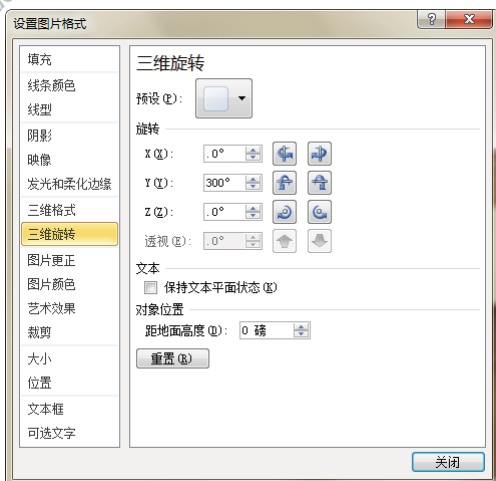 设置图片格式
填充
线条颜色
线型
阴影
映像
发光和柔化边缘
三维格式
三维旋转
图片更正
图片颜色
艺术效果
裁剪
大小
位置
文本框
可选文字
三维旋转
预设(P):
旋转
X(X): .0°
Y(Y): 300°
Z(Z): .0°
透视(E): .0°
文本
保持文本平面状态(K)
对象位置
距地面高度(D): 0 磅
重置(R)
关闭